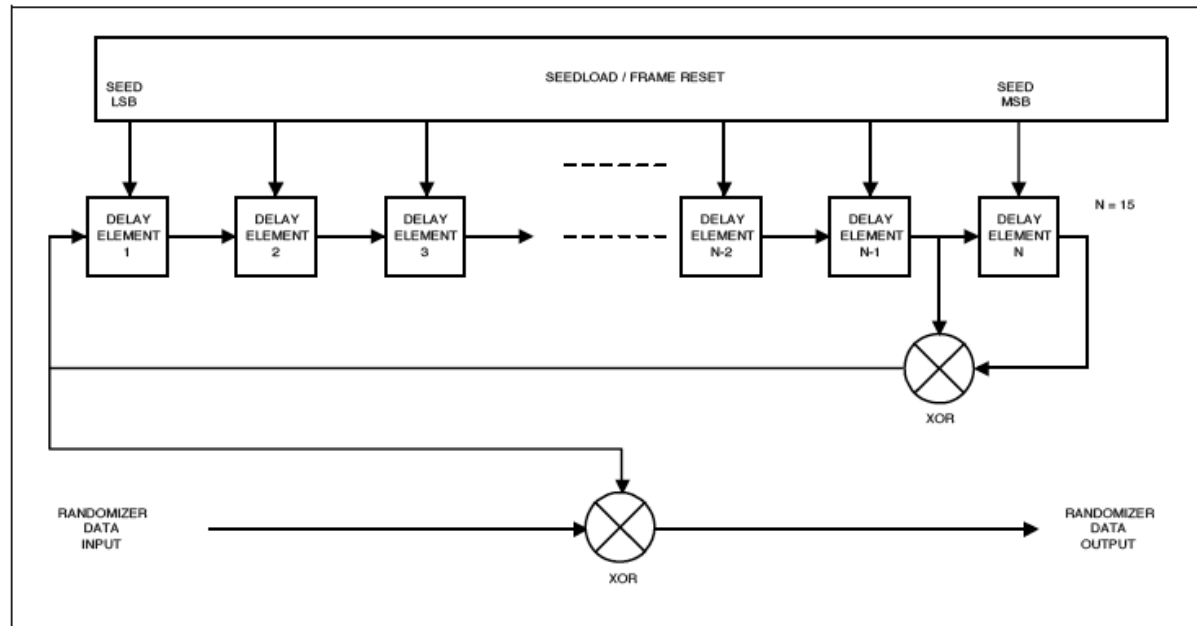 SEEDLOAD / FRAME RESET
SEED
LSB
SEED
MSB
DELAY
ELEMENT
1
DELAY
ELEMENT
2
DELAY
ELEMENT
3
DELAY
ELEMENT
N-2
DELAY
ELEMENT
N-1
DELAY
ELEMENT
N
N = 15
XOR
RANDOMIZER
DATA
INPUT
XOR
RANDOMIZER
DATA
OUTPUT